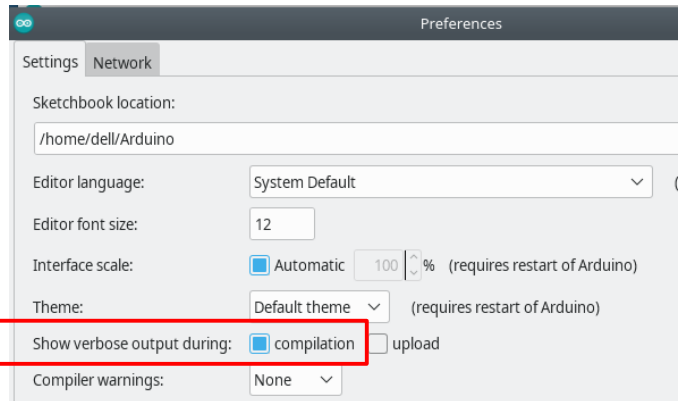 Preferences
Settings Network
Sketchbook location:
/home/dell/Arduino
Editor language: System Default (
Editor font size: 12
Interface scale: Automatic 100 % (requires restart of Arduino)
Theme: Default theme (requires restart of Arduino)
Show verbose output during: compilation upload
Compiler warnings: None